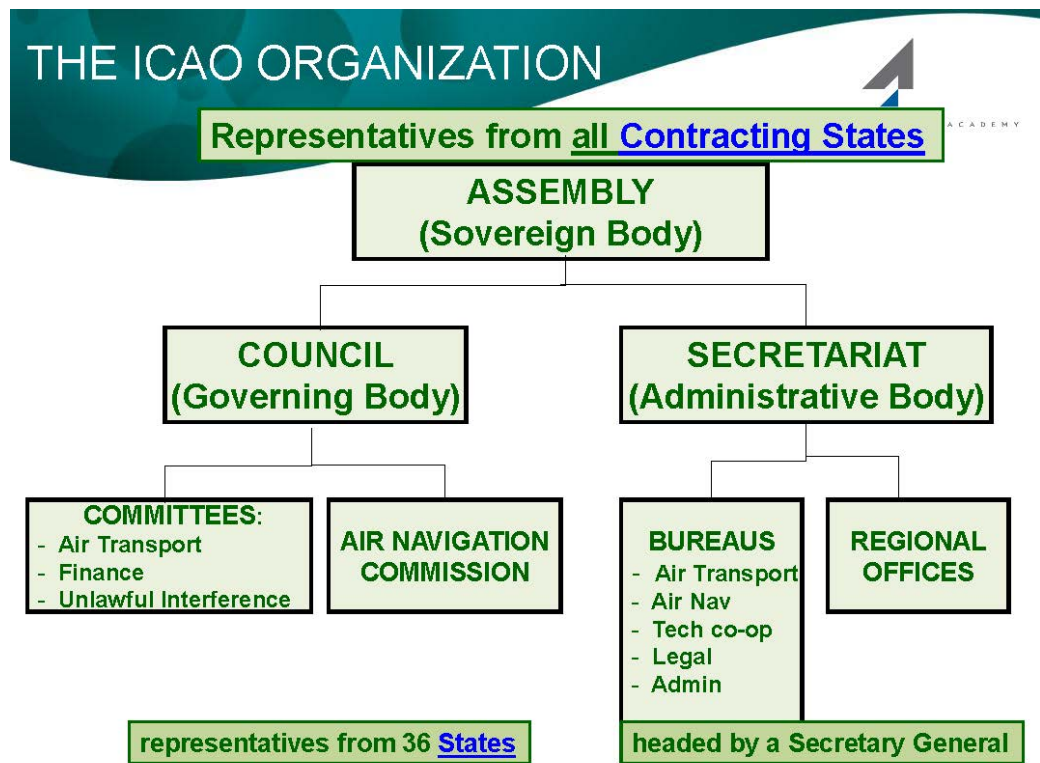 THE ICAO ORGANIZATION
ACADEMY
Representatives from all Contracting States
ASSEMBLY
(Sovereign Body)
COUNCIL
(Governing Body)
SECRETARIAT
(Administrative Body)
COMMITTEES:
- Air Transport
- Finance
- Unlawful Interference
AIR NAVIGATION
COMMISSION
BUREAUS
- Air Transport
- Air Nav
- Tech co-op
- Legal
- Admin
REGIONAL
OFFICES
representatives from 36 States
headed by a Secretary General